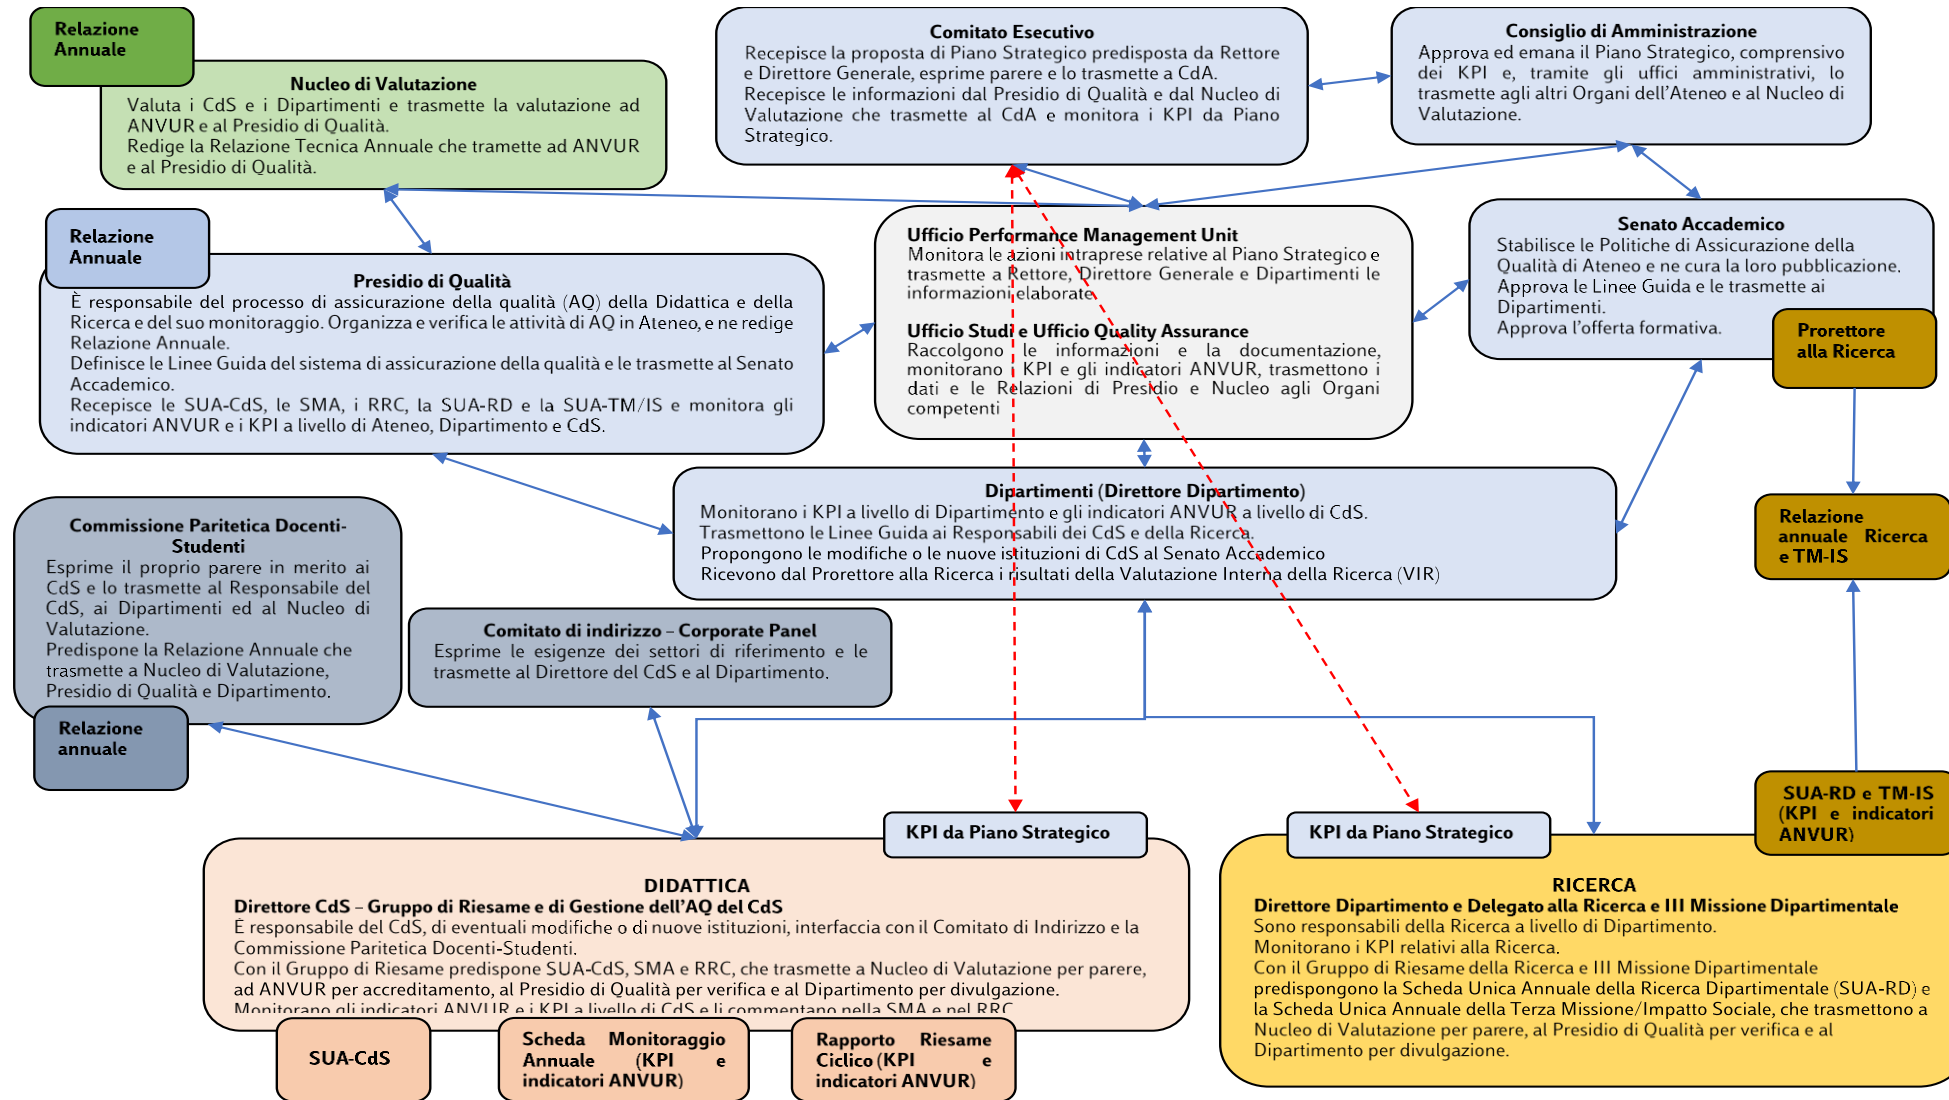 Relazione
Annuale
Nucleo di Valutazione
Valuta i CdS e i Dipartimenti e trasmette la valutazione ad
ANVUR e al Presidio di Qualità.
Redige la Relazione Tecnica Annuale che tramette ad ANVUR
e al Presidio di Qualità.
Comitato Esecutivo
Recepisce la proposta di Piano Strategico predisposta da Rettore
e Direttore Generale, esprime parere e lo trasmette a CdA.
Recepisce le informazioni dal Presidio di Qualità e dal Nucleo di
Valutazione che trasmette al CdA e monitora i KPI da Piano
Strategico.
Consiglio di Amministrazione
Approva ed emana il Piano Strategico, comprensivo
dei KPI e, tramite gli uffici amministrativi, lo
trasmette agli altri Organi dell'Ateneo e al Nucleo di
Valutazione.
Relazione
Annuale
Presidio di Qualità
È responsabile del processo di assicurazione della qualità (AQ) della Didattica e della
Ricerca e del suo monitoraggio. Organizza e verifica le attività di AQ in Ateneo, e ne redige
Relazione Annuale.
Definisce le Linee Guida del sistema di assicurazione della qualità e le trasmette al Senato
Accademico.
Recepisce le SUA-CdS, le SMA, i RRC, la SUA-RD e la SUA-TM/IS e monitora gli
indicatori ANVUR e i KPI a livello di Ateneo, Dipartimento e CdS.
Ufficio Performance Management Unit
Monitora le azioni intraprese relative al Piano Strategico e
trasmette a Rettore, Direttore Generale e Dipartimenti le
informazioni elaborate
Ufficio Studi e Ufficio Quality Assurance
Raccolgono le informazioni e la documentazione,
monitorano i KPI e gli indicatori ANVUR, trasmettono i
dati e le Relazioni di Presidio e Nucleo agli Organi
competenti
Senato Accademico
Stabilisce le Politiche di Assicurazione della
Qualità di Ateneo e ne cura la loro pubblicazione.
Approva le Linee Guida e le trasmette ai
Dipartimenti.
Approva l'offerta formativa.
Prorettore
alla Ricerca
Dipartimenti (Direttore Dipartimento)
Monitorano i KPI a livello di Dipartimento e gli indicatori ANVUR a livello di CdS.
Trasmettono le Linee Guida ai Responsabili dei CdS e della Ricerca.
Propongono le modifiche o le nuove istituzioni di CdS al Senato Accademico
Ricevono dal Prorettore alla Ricerca i risultati della Valutazione Interna della Ricerca (VIR)
Relazione
annuale Ricerca
e TM-IS
Commissione Paritetica Docenti-
Studenti
Esprime il proprio parere in merito ai
CdS e lo trasmette al Responsabile del
CdS, ai Dipartimenti ed al Nucleo di
Valutazione.
Predispone la Relazione Annuale che
trasmette a Nucleo di Valutazione,
Presidio di Qualità e Dipartimento.
Relazione
annuale
Comitato di indirizzo – Corporate Panel
Esprime le esigenze dei settori di riferimento e le
trasmette al Direttore del CdS e al Dipartimento.
KPI da Piano Strategico
DIDATTICA
Direttore CdS – Gruppo di Riesame e di Gestione dell'AQ del CdS
È responsabile del CdS, di eventuali modifiche o di nuove istituzioni, interfaccia con il Comitato di Indirizzo e la
Commissione Paritetica Docenti-Studenti.
Con il Gruppo di Riesame predispone SUA-CdS, SMA e RRC, che trasmette a Nucleo di Valutazione per parere,
ad ANVUR per accreditamento, al Presidio di Qualità per verifica e al Dipartimento per divulgazione.
Monitorano gli indicatori ANVUR e i KPI a livello di CdS e li commentano nella SMA e nel RRC
SUA-CdS
Scheda Monitoraggio
Annuale (KPI e
indicatori ANVUR)
Rapporto Riesame
Ciclico (KPI e
indicatori ANVUR)
KPI da Piano Strategico
SUA-RD e TM-IS
(KPI e indicatori
ANVUR)
RICERCA
Direttore Dipartimento e Delegato alla Ricerca e III Missione Dipartimentale
Sono responsabili della Ricerca a livello di Dipartimento.
Monitorano i KPI relativi alla Ricerca.
Con il Gruppo di Riesame della Ricerca e III Missione Dipartimentale
predispongono la Scheda Unica Annuale della Ricerca Dipartimentale (SUA-RD) e
la Scheda Unica Annuale della Terza Missione/Impatto Sociale, che trasmettono a
Nucleo di Valutazione per parere, al Presidio di Qualità per verifica e al
Dipartimento per divulgazione.